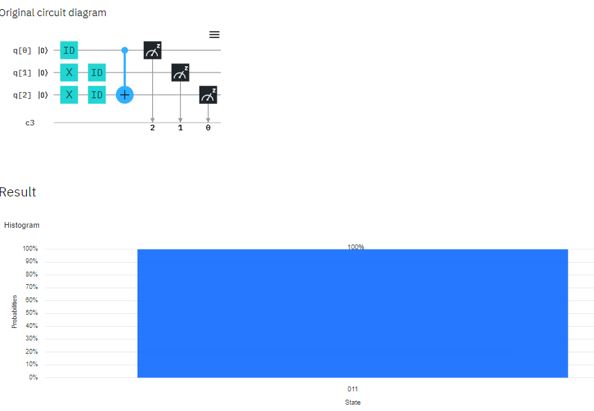 Original circuit diagram
q[0] |0⟩ ID z
q[1] |0⟩ X ID z
q[2] |0⟩ X ID + z
c3 2 1 0
Result
Histogram
100%
100%
90%
80%
70%
60%
50%
40%
30%
20%
10%
0%
Probabilities
011
State